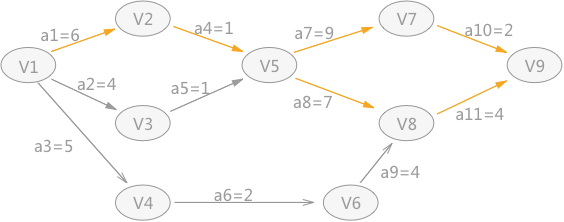 V2
V7
a1=6
a4=1
a7=9
a10=2
V1
V5
V9
a2=4
a5=1
a8=7
a11=4
V3
V8
a3=5
a9=4
a6=2
V4
V6